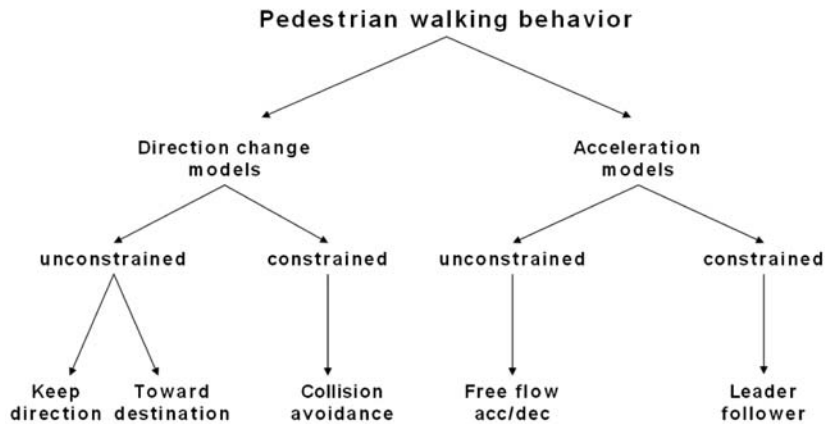 Pedestrian walking behavior
Direction change
models
Acceleration
models
unconstrained
constrained
unconstrained
constrained
Keep
direction
Toward
destination
Collision
avoidance
Free flow
acc/dec
Leader
follower